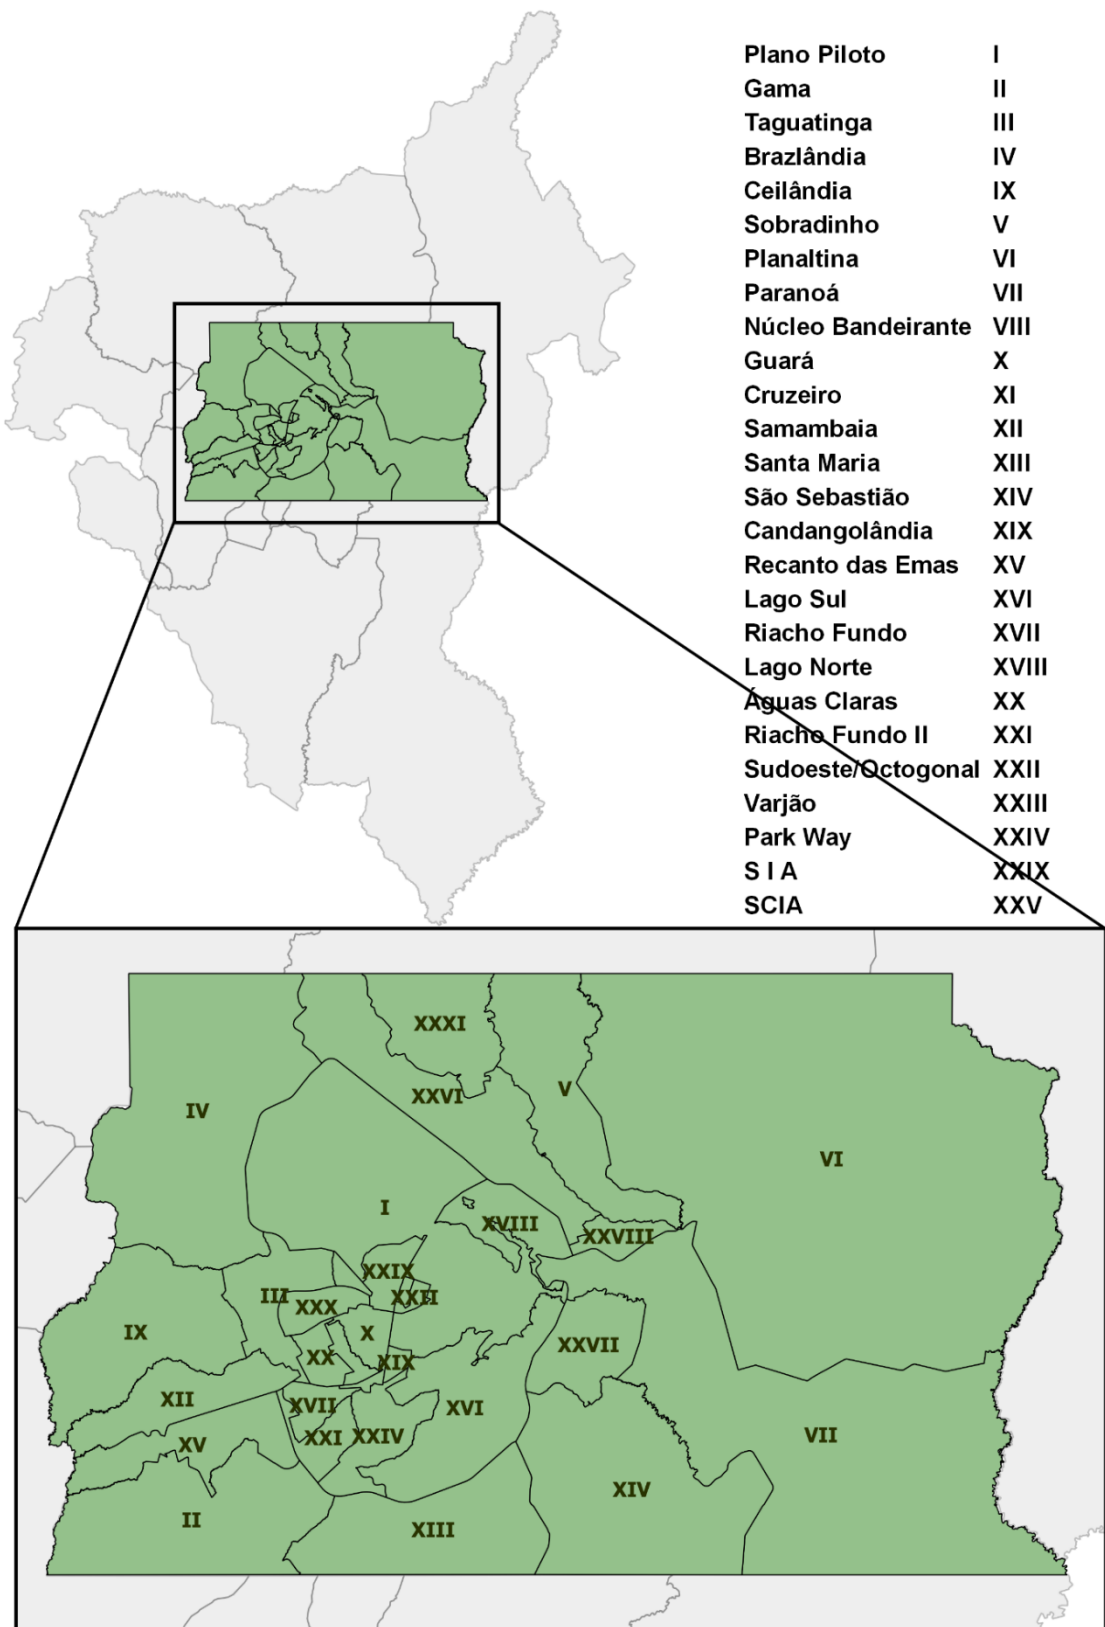 Plano Piloto I
Gama II
Taguatinga III
Brazlândia IV
Ceilândia IX
Sobradinho V
Planaltina VI
Paranoá VII
Núcleo Bandeirante VIII
Guará X
Cruzeiro XI
Samambaia XII
Santa Maria XIII
São Sebastião XIV
Candangolândia XIX
Recanto das Emas XV
Lago Sul XVI
Riacho Fundo XVII
Lago Norte XVIII
Águas Claras XX
Riacho Fundo II XXI
Sudoeste/Octogonal XXII
Varjão XXIII
Park Way XXIV
S I A XXIX
SCIA XXV
XXXI
XXVI
V
IV
VI
I
XVIII
XXVIII
XXIX
III
XXII
XXX
IX
X
XXVII
XX
XIX
XII
XVII
XVI
XXI
XXIV
VII
XV
XIV
II
XIII